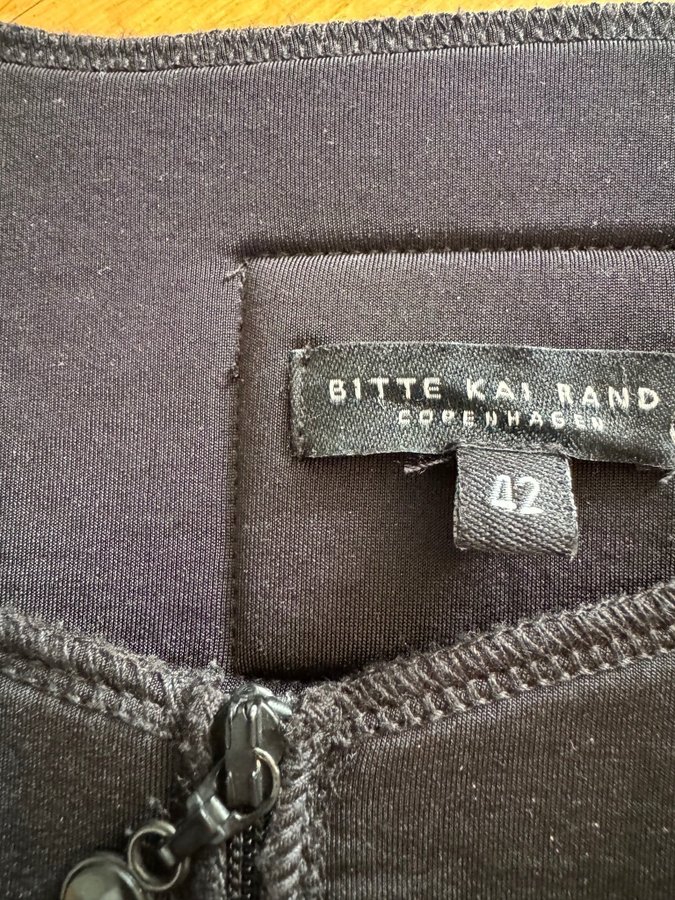 BITTE KAI RAND
COPENHAGEN
42